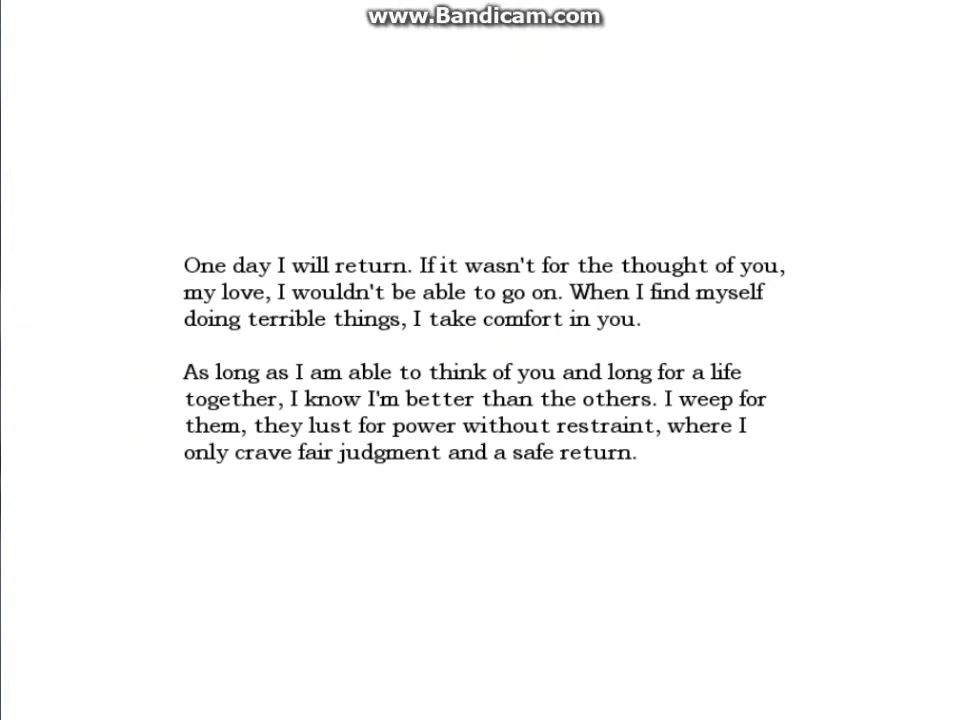 www.Bandicam.com
One day I will return. If it wasn't for the thought of you,
my love, I wouldn't be able to go on. When I find myself
doing terrible things, I take comfort in you.
As long as I am able to think of you and long for a life
together, I know I'm better than the others. I weep for
them, they lust for power without restraint, where I
only crave fair judgment and a safe return.